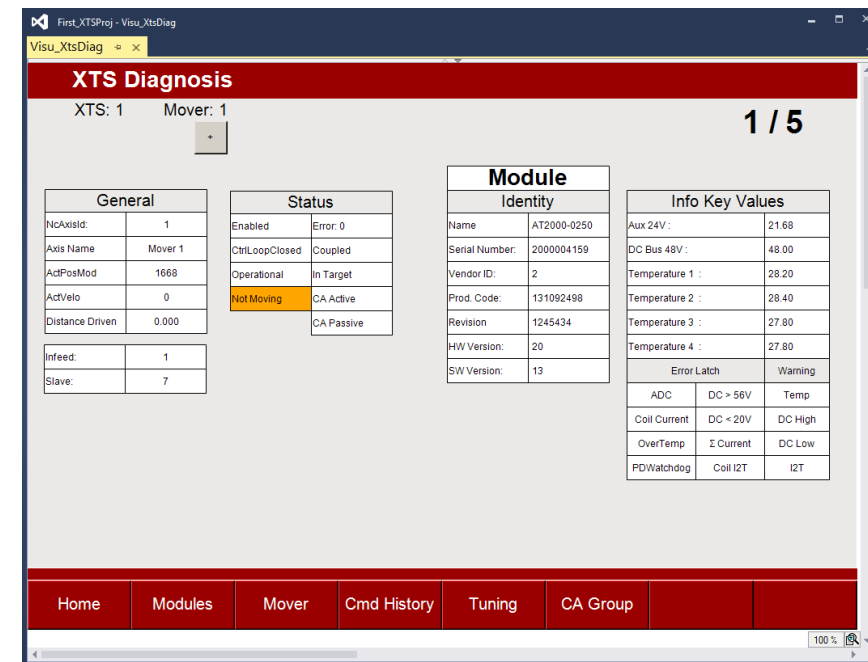 First_XTSProj - Visu_XtsDiag
Visu_XtsDiag
XTS Diagnosis
XTS: 1 Mover: 1
+
1 / 5
General
NcAxisId: 1
Axis Name Mover 1
ActPosMod 1668
ActVelo 0
Distance Driven 0.000
Infeed: 1
Slave: 7
Status
Enabled Error: 0
CtrlLoopClosed Coupled
Operational In Target
Not Moving CA Active
CA Passive
Module
Identity
Name AT2000-0250
Serial Number: 2000004159
Vendor ID: 2
Prod. Code: 131092498
Revision 1245434
HW Version: 20
SW Version: 13
Info Key Values
Aux 24V : 21.68
DC Bus 48V : 48.00
Temperature 1 : 28.20
Temperature 2 : 28.40
Temperature 3 : 27.80
Temperature 4 : 27.80
Error Latch Warning
ADC DC > 56V Temp
Coil Current DC < 20V DC High
OverTemp Σ Current DC Low
PDWatchdog Coil I2T I2T
Home Modules Mover Cmd History Tuning CA Group
100 %